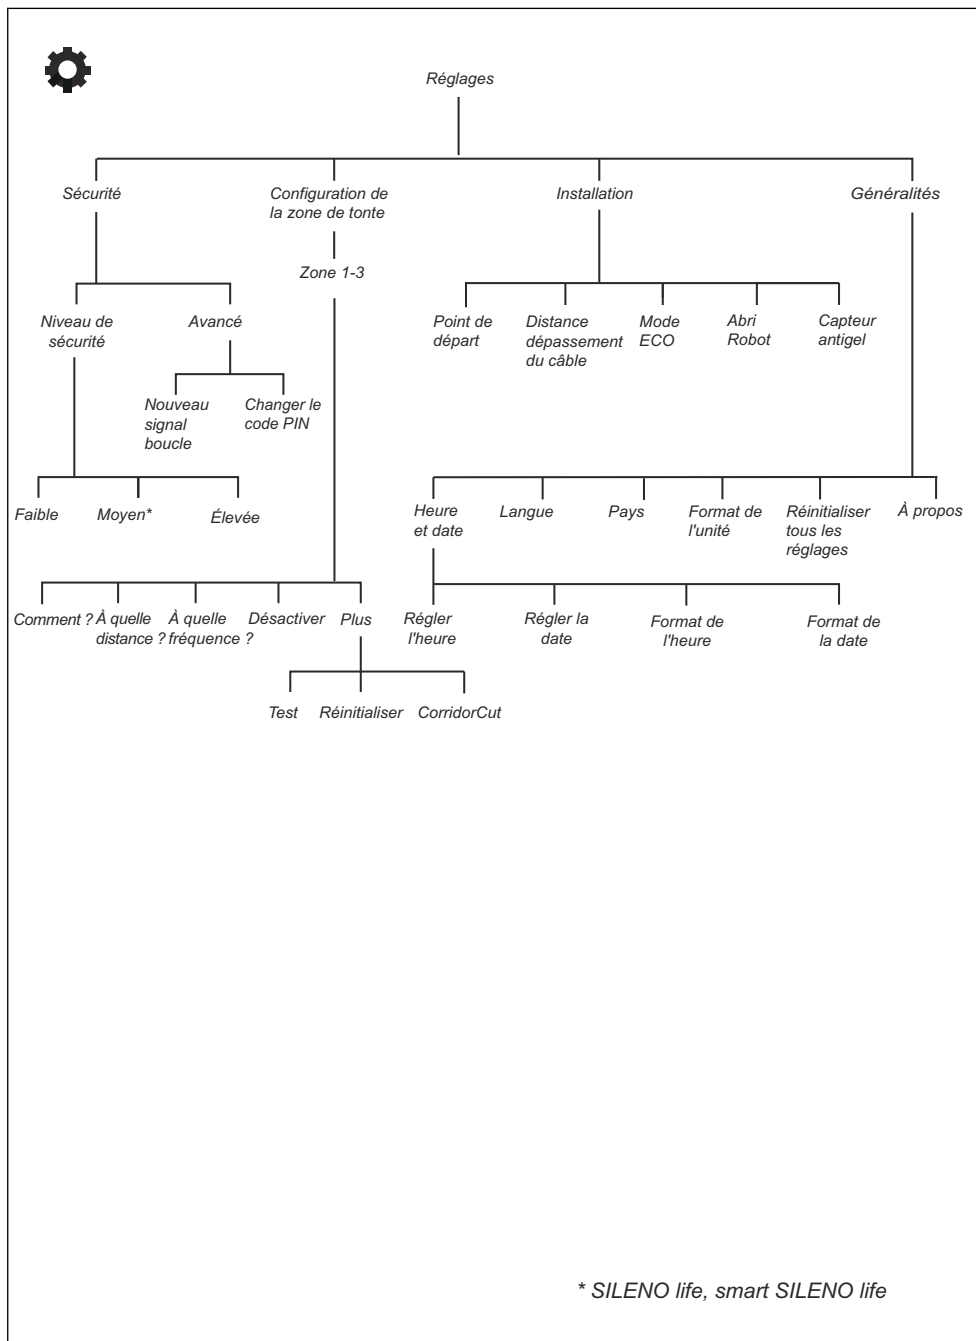 Réglages
Sécurité
Configuration de
la zone de tonte
Installation
Généralités
Zone 1-3
Niveau de
sécurité
Avancé
Point de
départ
Distance
dépassement
du câble
Mode
ECO
Abri
Robot
Capteur
antigel
Nouveau
signal
boucle
Changer le
code PIN
Faible
Moyen*
Élevée
Heure
et date
Langue
Pays
Format de
l'unité
Réinitialiser
tous les
réglages
À propos
Comment ?
À quelle
distance ?
À quelle
fréquence ?
Désactiver
Plus
Régler
l'heure
Régler la
date
Format de
l'heure
Format de
la date
Test
Réinitialiser
CorridorCut
* SILENO life, smart SILENO life